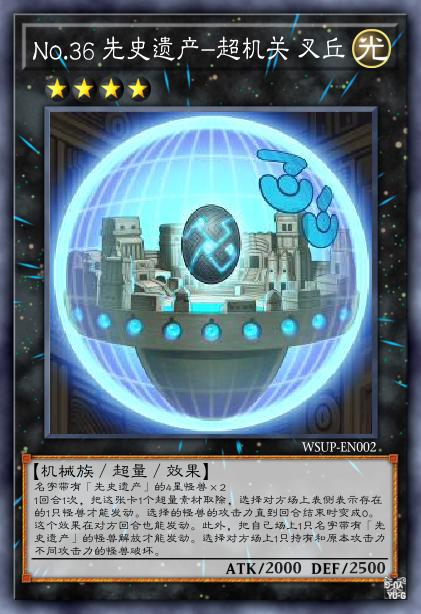 No.36 先史遗产-超机关 叉丘 光
WSUP-EN002
【机械族/超量/效果】
名字带有「先史遗产」的4星怪兽×2
1回合1次，把这张卡1个超量素材取除，选择对方场上表侧表示存在
的1只怪兽才能发动。选择的怪兽的攻击力直到回合结束时变成0。
这个效果在对方回合也能发动。此外，把自己场上1只名字带有「先
史遗产」的怪兽解放才能发动。选择对方场上1只持有和原本攻击力
不同攻击力的怪兽破坏。
ATK/2000 DEF/2500